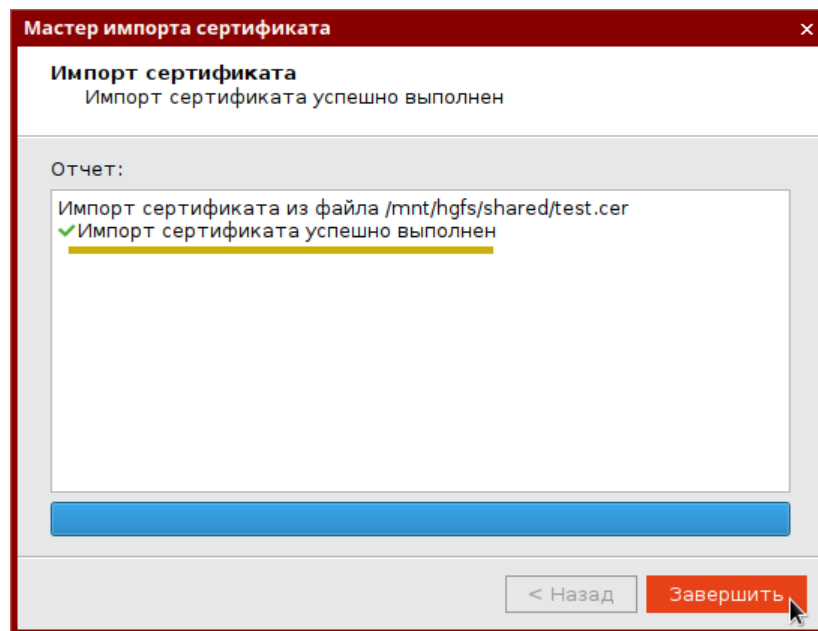 Мастер импорта сертификата
Импорт сертификата
Импорт сертификата успешно выполнен
Отчет:
Импорт сертификата из файла /mnt/hgfs/shared/test.cer
Импорт сертификата успешно выполнен
< Назад
Завершить